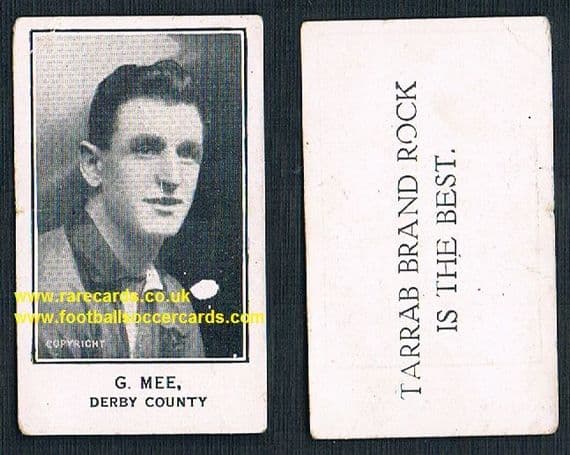 www.rarecards.co.uk
www.footballsoccercards.com
COPYRIGHT
G. MEE,
DERBY COUNTY
TARRAB BRAND ROCK
IS THE BEST.